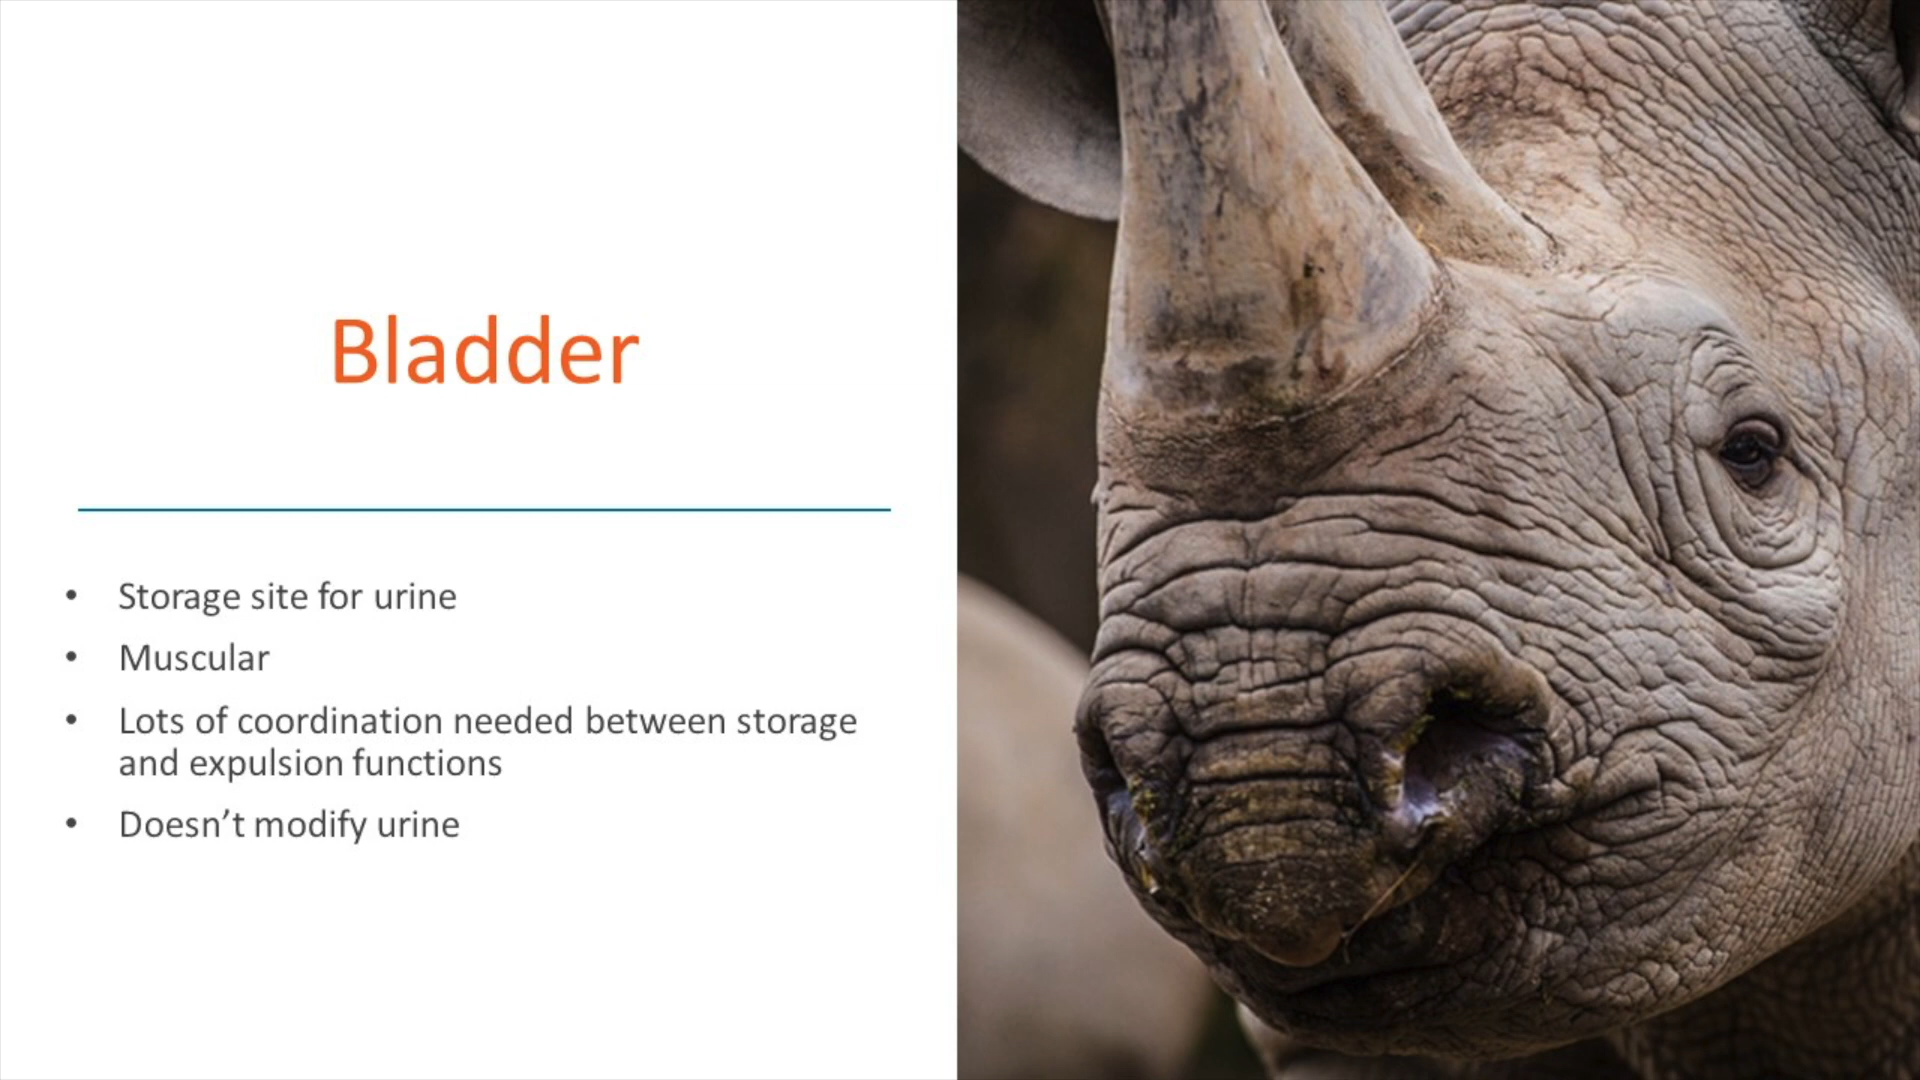 Bladder
• Storage site for urine
• Muscular
• Lots of coordination needed between storage
and expulsion functions
• Doesn’t modify urine